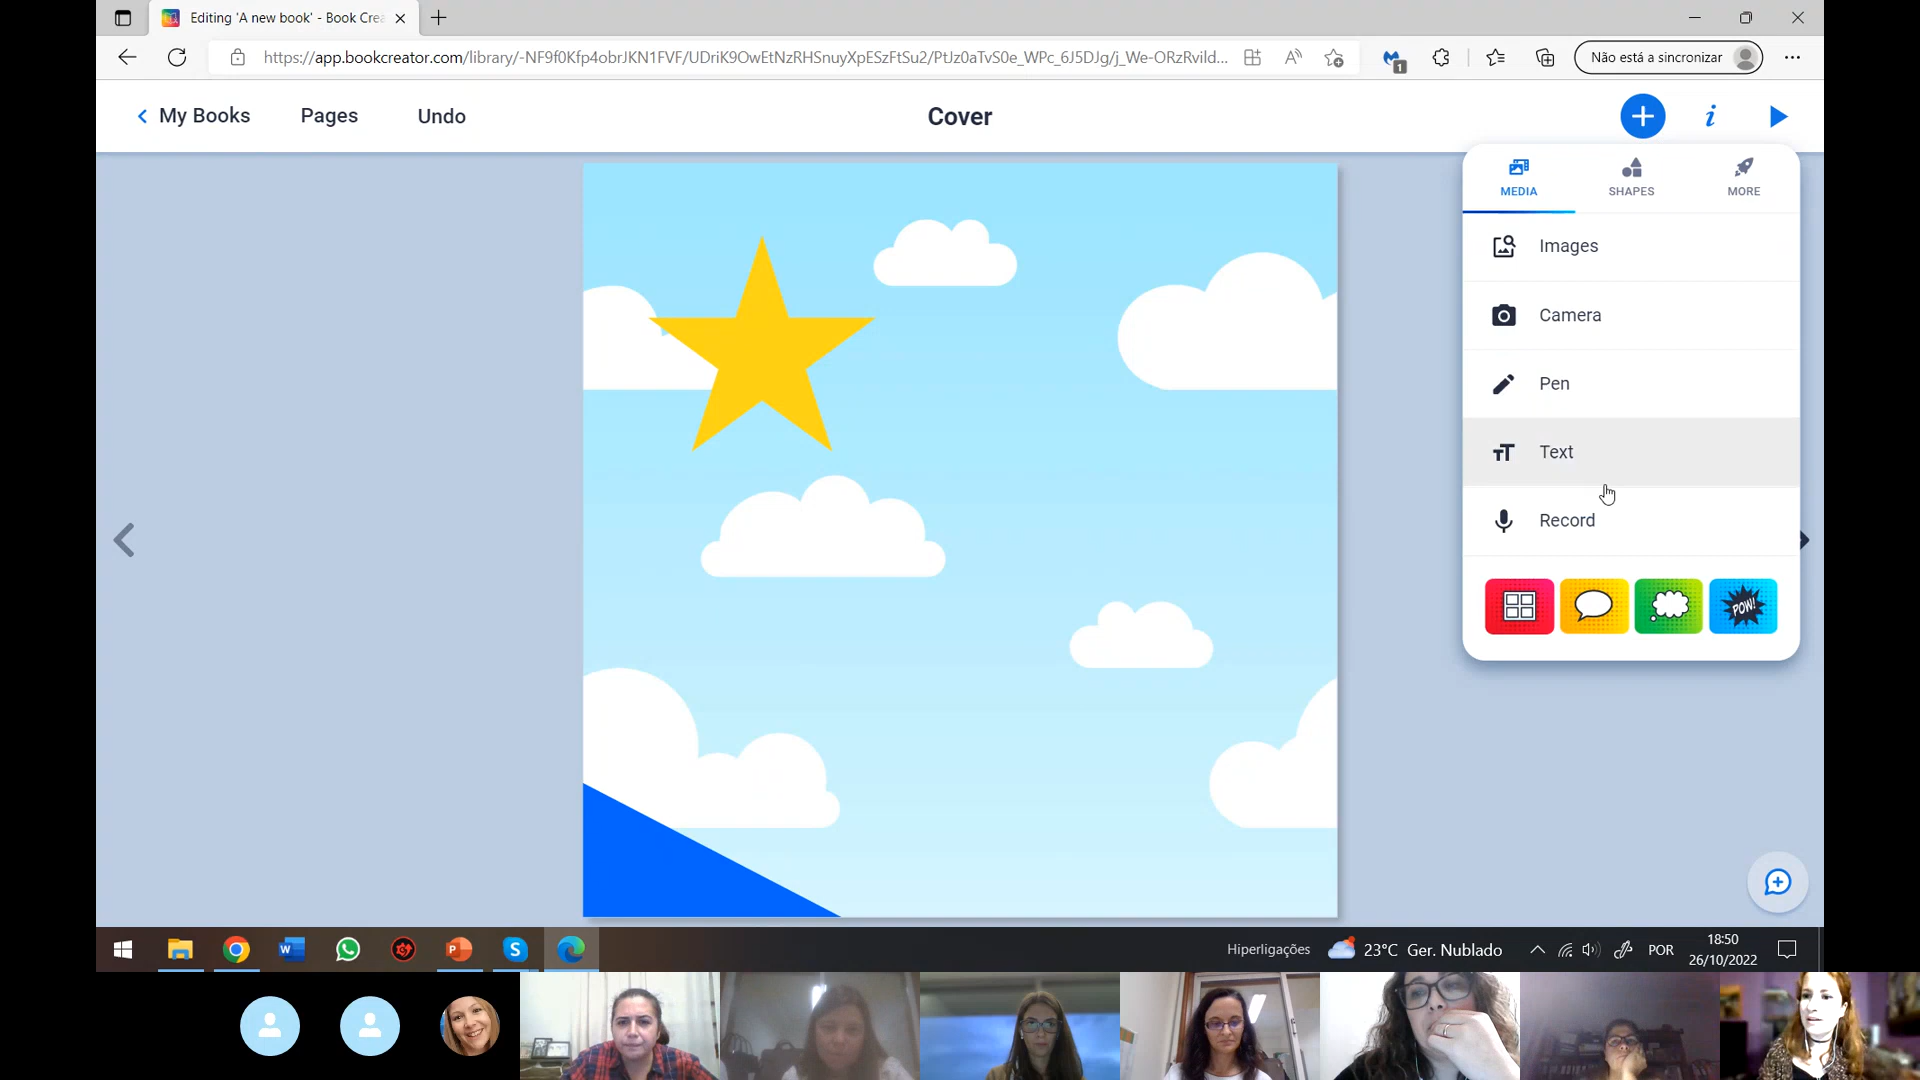 Editing 'A new book' - Book Crea
https://app.bookcreator.com/library/-NF9f0Kfp4obrJKN1FVF/UDriK9OwEtNzRHSnuyXpESzFtSu2/PtJz0aTvS0e_WPc_6J5DJg/j_We-ORzRvild...
1
Não está a sincronizar
My Books
Pages
Undo
Cover
MEDIA
SHAPES
MORE
Images
Camera
Pen
Text
Record
POW!
Hiperligações
23°C Ger. Nublado
POR
18:50
26/10/2022